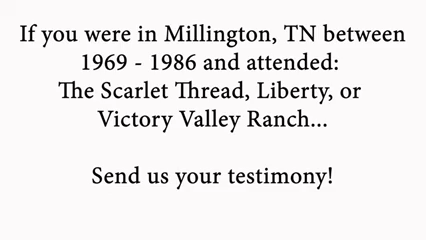 If you were in Millington, TN between
1969 - 1986 and attended:
The Scarlet Thread, Liberty, or
Victory Valley Ranch...
Send us your testimony!